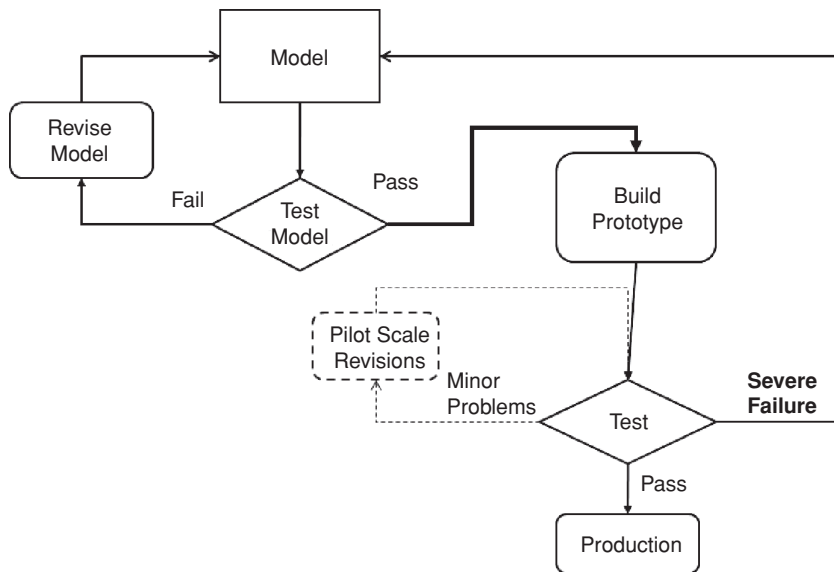 Model
Revise
Model
Fail
Pass
Test
Model
Build
Prototype
Pilot Scale
Revisions
Minor
Problems
Severe
Failure
Test
Pass
Production